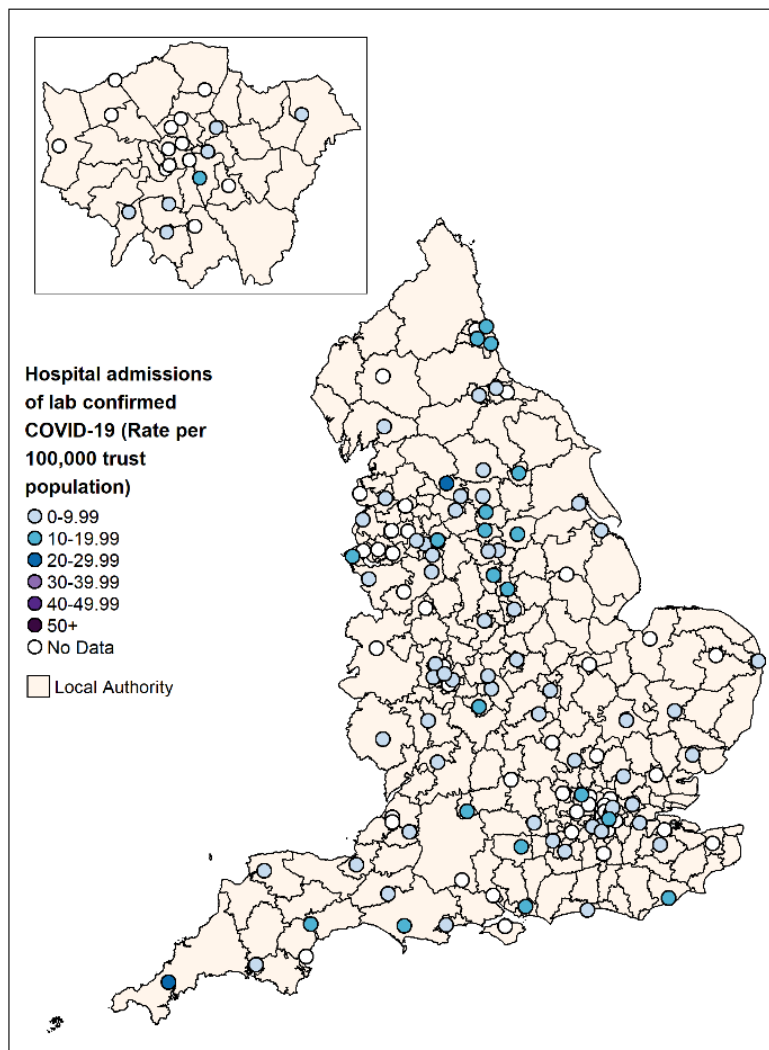 Hospital admissions
of lab confirmed
COVID-19 (Rate per
100,000 trust
population)
0-9.99
10-19.99
20-29.99
30-39.99
40-49.99
50+
No Data
Local Authority